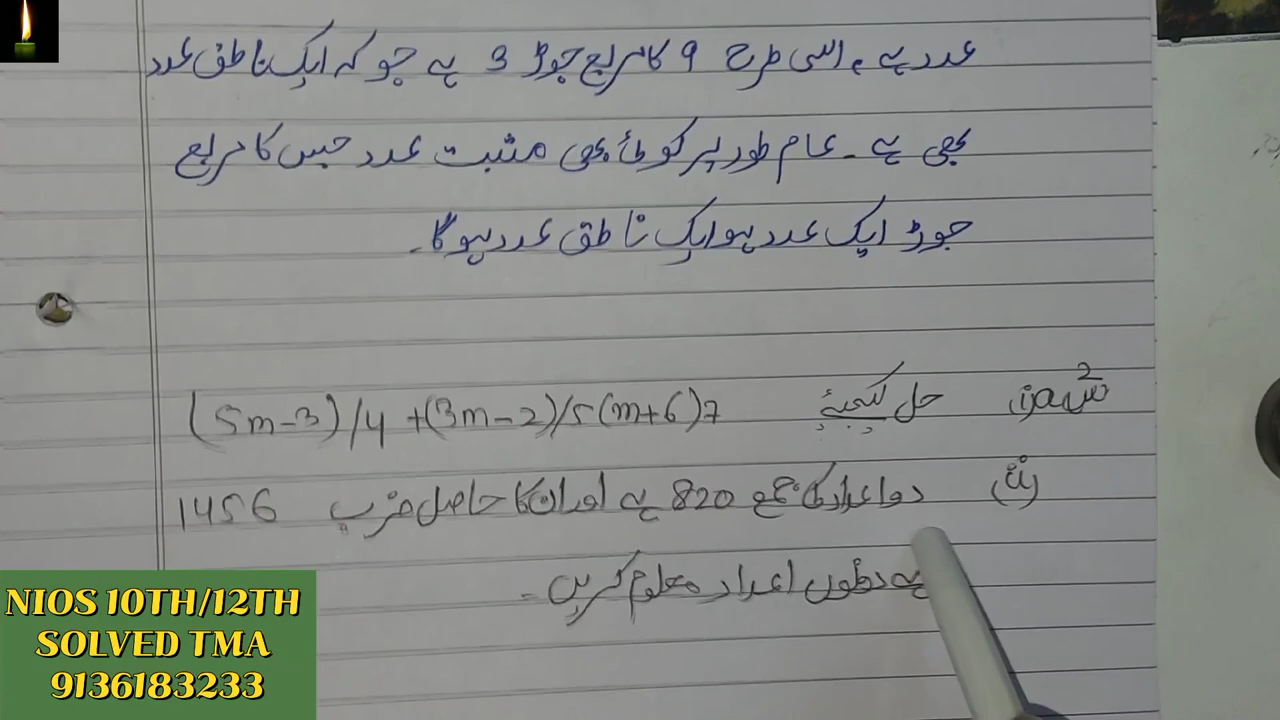 عدد ہے، اسی طرح 9 کا مربع جوڑ 3 ہے جو کہ ایک ناطق عدد
بھی ہے۔ عام طور پر کوئی بھی مثبت عدد جس کا مربع
جوڑ ایک عدد ہو ایک ناطق عدد ہوگا۔
حل کیجیے (5m-3)/4 +(3m-2)/5(m+6)7
دو اعداد کا جمع 820 ہے اور ان کا حاصل ضرب 1456
ہے دونوں اعداد معلوم کریں۔
NIOS 10TH/12TH
SOLVED TMA
9136183233